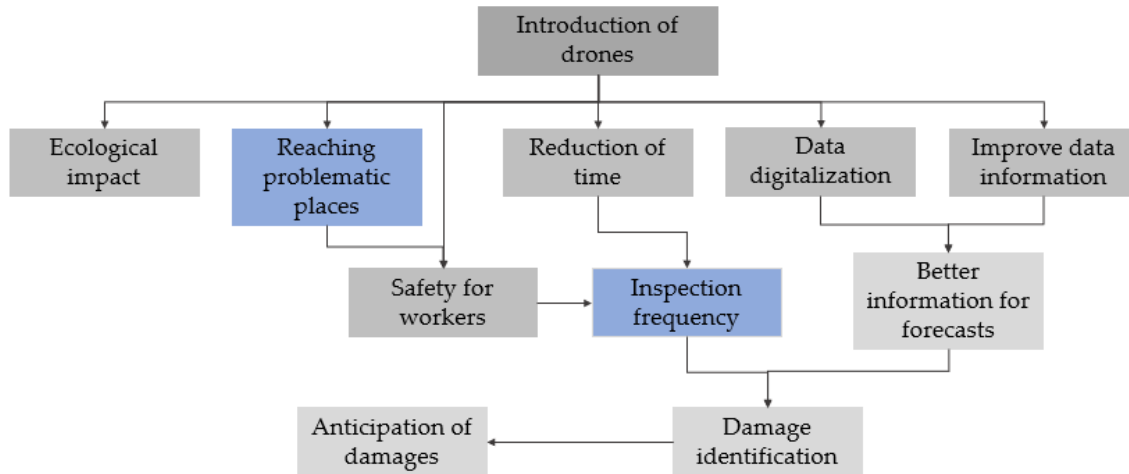 Introduction of
drones
Ecological
impact
Reaching
problematic
places
Reduction of
time
Data
digitalization
Improve data
information
Safety for
workers
Inspection
frequency
Better
information for
forecasts
Anticipation of
damages
Damage
identification